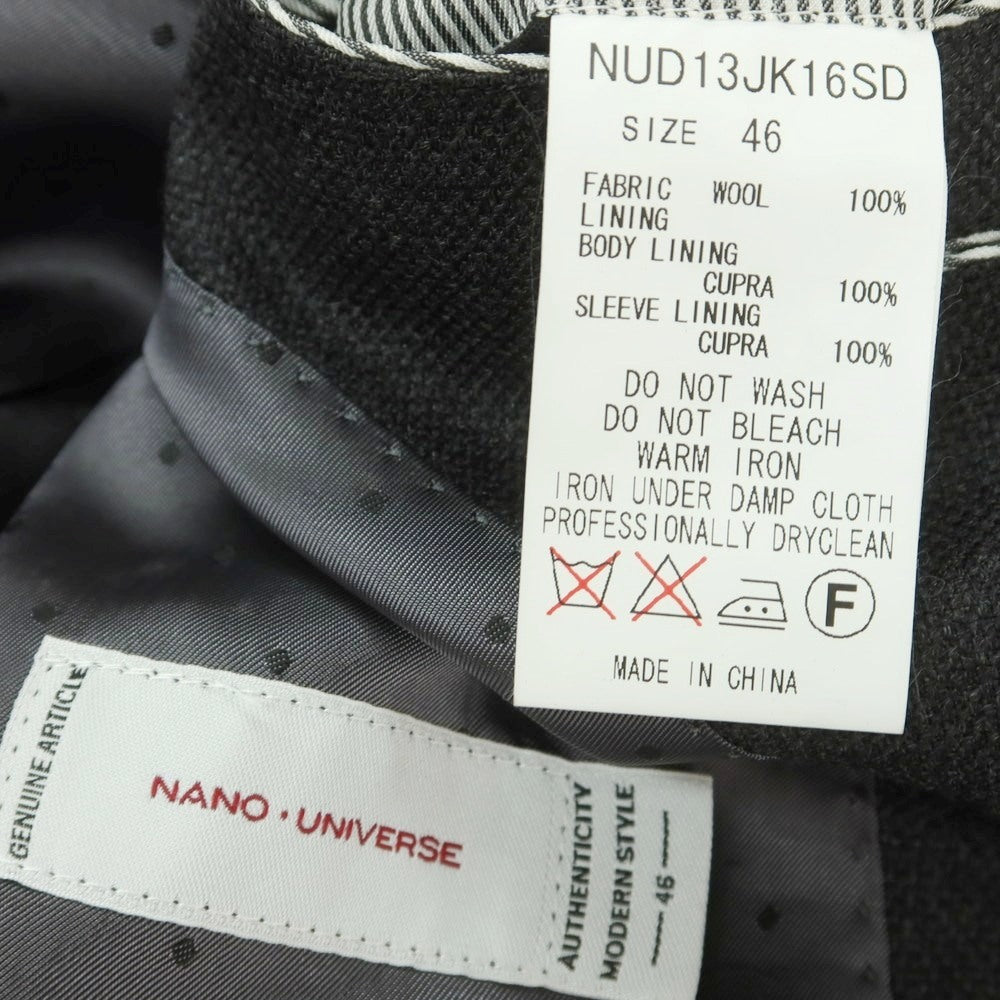 NUD13JK16SD
SIZE 46
FABRIC WOOL 100%
LINING
BODY LINING
CUPRA 100%
SLEEVE LINING
CUPRA 100%
DO NOT WASH
DO NOT BLEACH
WARM IRON
IRON UNDER DAMP CLOTH
PROFESSIONALLY DRYCLEAN
F
MADE IN CHINA
GENUINE ARTICLE
NANO·UNIVERSE
AUTHENTICITY
MODERN STYLE
46